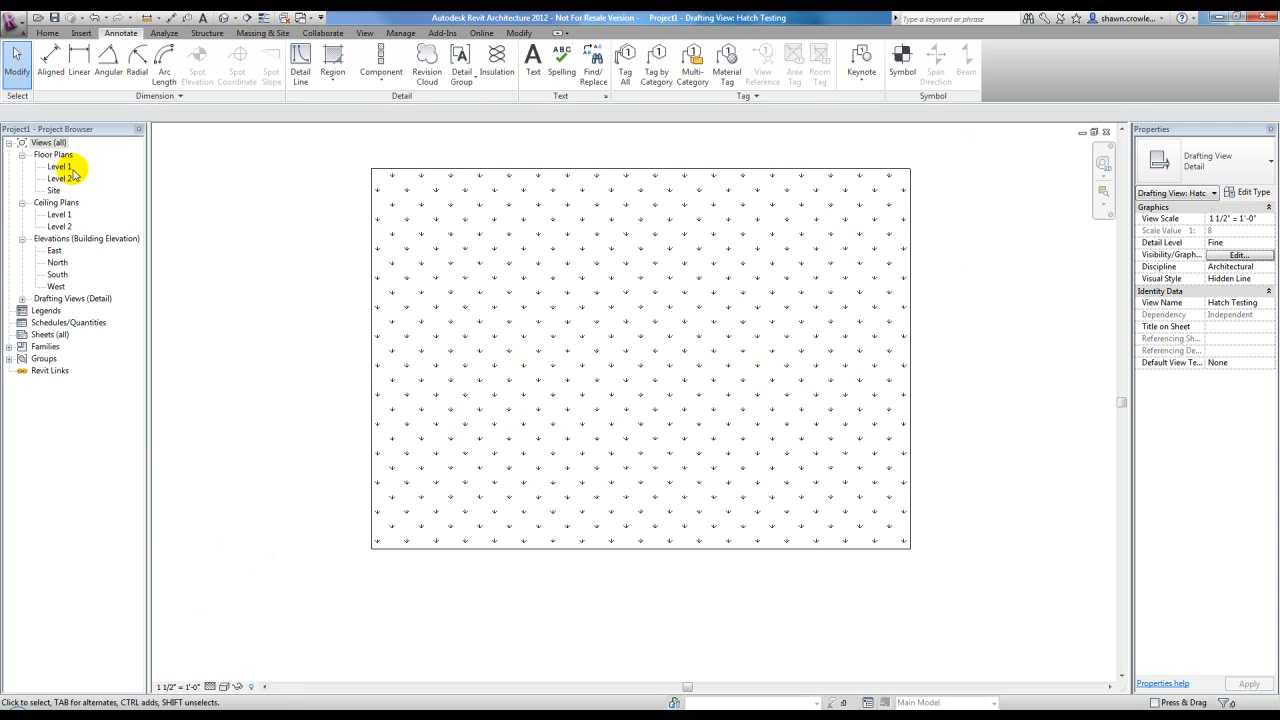 Autodesk Revit Architecture 2012 - Not For Resale Version - Project1 - Drafting View: Hatch Testing
Type a keyword or phrase
shawn.crowle...
Home Insert Annotate Analyze Structure Massing & Site Collaborate View Manage Add-Ins Online Modify
Modify
Aligned
Linear
Angular
Radial
Arc Length
Spot Elevation
Spot Coordinate
Spot Slope
Detail Line
Region
Component
Revision Cloud
Detail Group
Insulation
Text
Spelling
Find/ Replace
Tag All
Tag by Category
Multi- Category
Material Tag
View Reference
Area Tag
Room Tag
Keynote
Symbol
Span Direction
Beam
Select Dimension Detail Text Tag Symbol
Project1 - Project Browser
Views (all)
Floor Plans
Level 1
Level 2
Site
Ceiling Plans
Level 1
Level 2
Elevations (Building Elevation)
East
North
South
West
Drafting Views (Detail)
Legends
Schedules/Quantities
Sheets (all)
Families
Groups
Revit Links
Properties
Drafting View
Detail
Drafting View: Hatc
Edit Type
Graphics
View Scale 1 1/2" = 1'-0"
Scale Value 1: 8
Detail Level Fine
Visibility/Graph... Edit...
Discipline Architectural
Visual Style Hidden Line
Identity Data
View Name Hatch Testing
Dependency Independent
Title on Sheet
Referencing Sh...
Referencing De...
Default View Te... None
Properties help
Apply
1 1/2" = 1'-0"
Click to select, TAB for alternates, CTRL adds, SHIFT unselects.
:0
Main Model
Press & Drag
:0